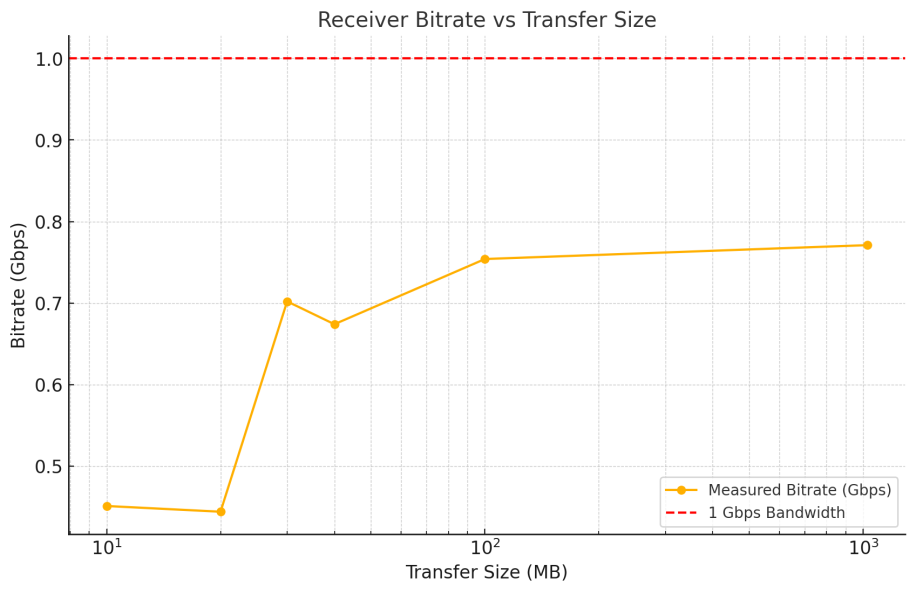 Receiver Bitrate vs Transfer Size
Bitrate (Gbps)
1.0
0.9
0.8
0.7
0.6
0.5
10¹
10²
10³
Transfer Size (MB)
Measured Bitrate (Gbps)
1 Gbps Bandwidth